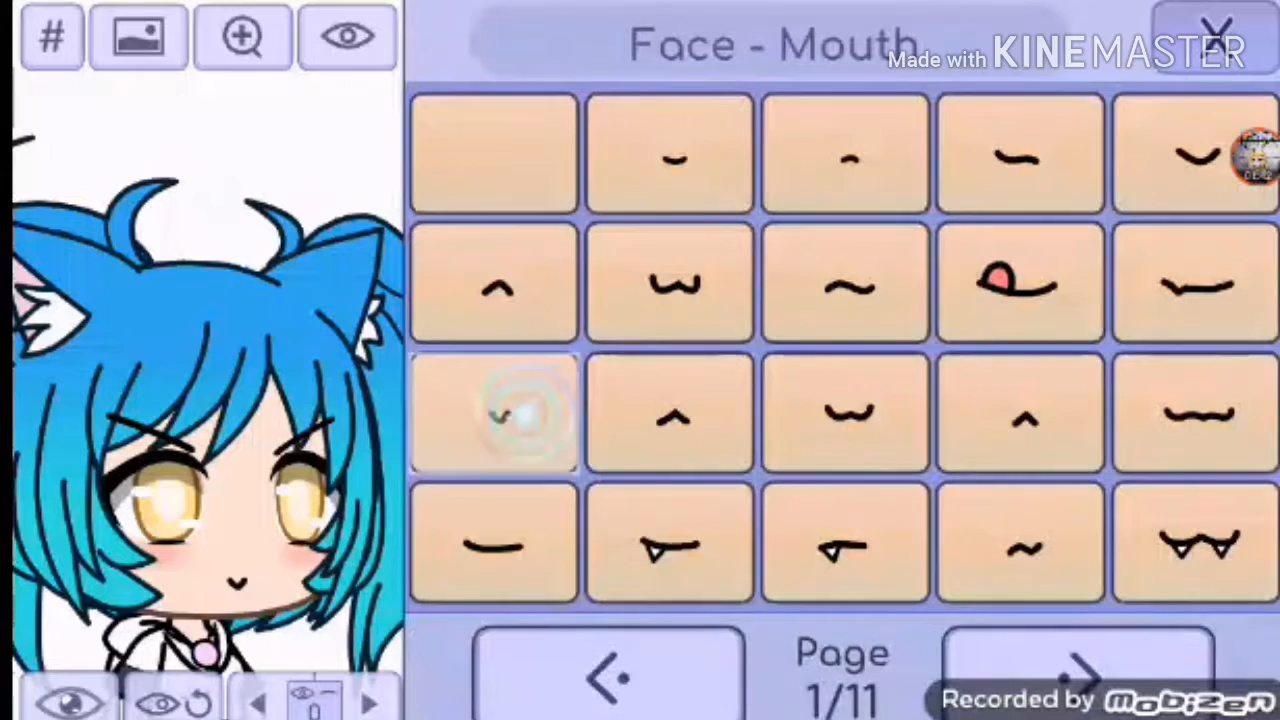 #
Face - Mouth
X
Made with KINEMASTER
Page
1/11
Recorded by mobizen